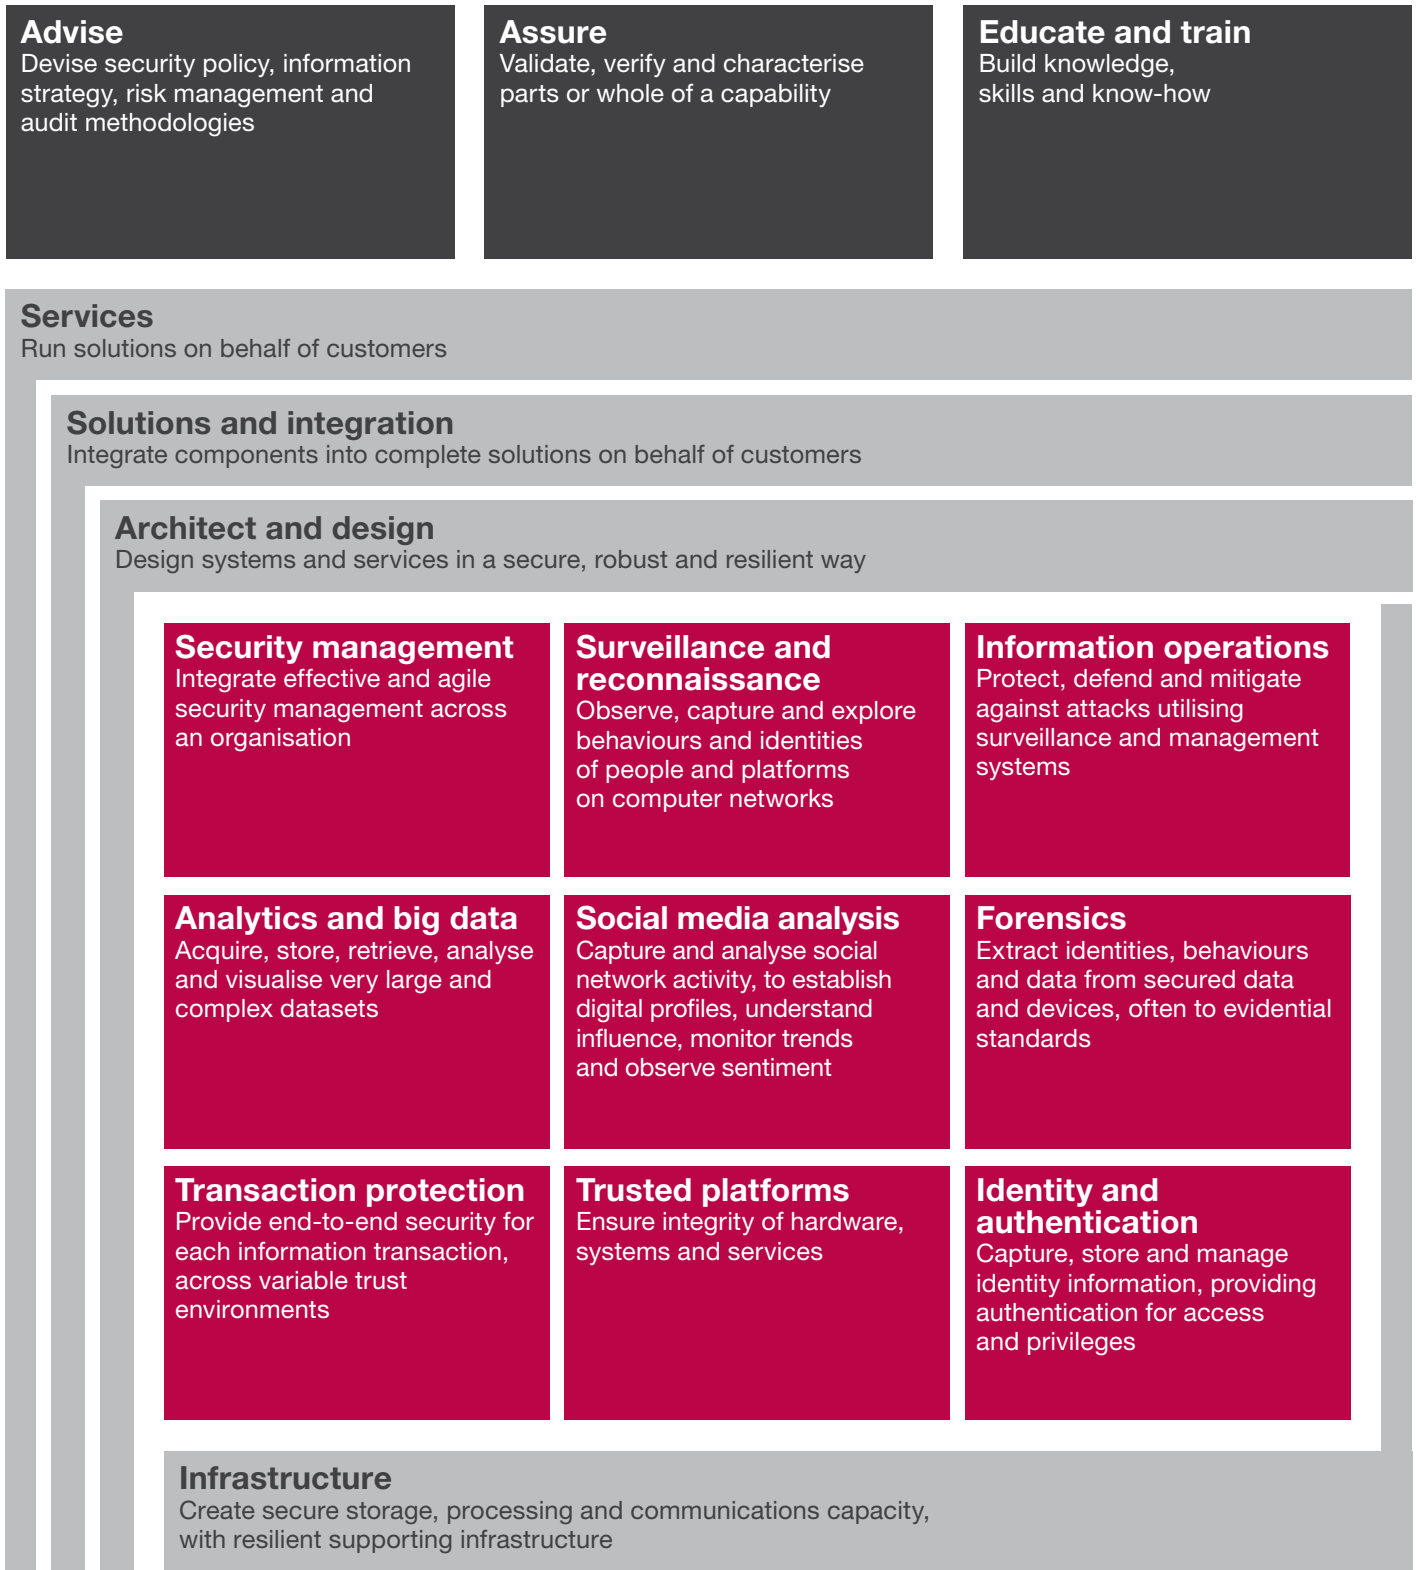 Advise
Devise security policy, information
strategy, risk management and
audit methodologies
Assure
Validate, verify and characterise
parts or whole of a capability
Educate and train
Build knowledge,
skills and know-how
Services
Run solutions on behalf of customers
Solutions and integration
Integrate components into complete solutions on behalf of customers
Architect and design
Design systems and services in a secure, robust and resilient way
Security management
Integrate effective and agile
security management across
an organisation
Surveillance and
reconnaissance
Observe, capture and explore
behaviours and identities
of people and platforms
on computer networks
Information operations
Protect, defend and mitigate
against attacks utilising
surveillance and management
systems
Analytics and big data
Acquire, store, retrieve, analyse
and visualise very large and
complex datasets
Social media analysis
Capture and analyse social
network activity, to establish
digital profiles, understand
influence, monitor trends
and observe sentiment
Forensics
Extract identities, behaviours
and data from secured data
and devices, often to evidential
standards
Transaction protection
Provide end-to-end security for
each information transaction,
across variable trust
environments
Trusted platforms
Ensure integrity of hardware,
systems and services
Identity and
authentication
Capture, store and manage
identity information, providing
authentication for access
and privileges
Infrastructure
Create secure storage, processing and communications capacity,
with resilient supporting infrastructure